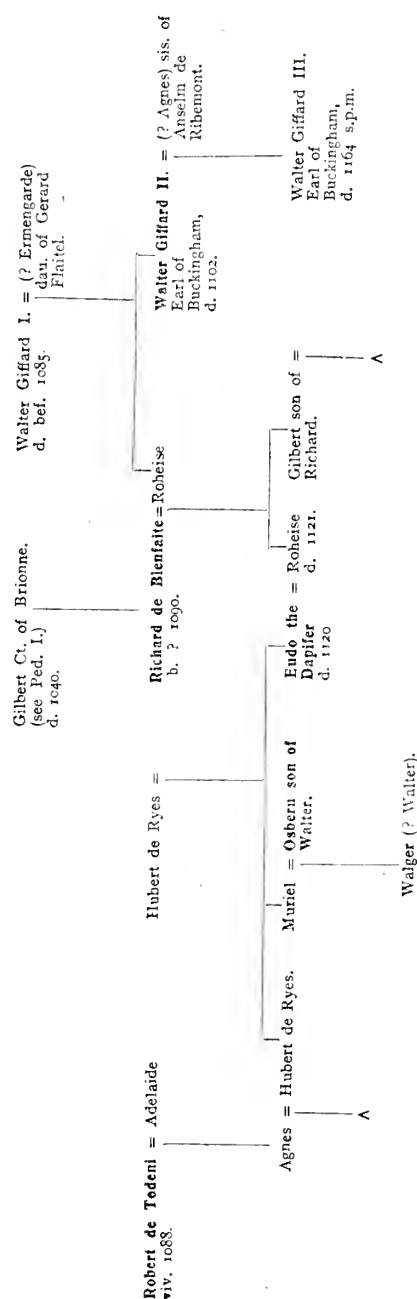 Gilbert Ct. of Brionne.
(see Ped. I.)
d. 1040.
Walter Giffard I. = (? Ermengarde)
d. bef. 1085.
dau. of Gerard
Flaitel.
Robert de Todeni = Adelaide
viv. 1088.
Hubert de Ryes =
Richard de Bienfaite = Roheise
b. ? 1090.
Walter Giffard II. = (? Agnes) sis. of
Earl of
Buckingham,
d. 1102.
Anselm de
Ribemont.
Agnes = Hubert de Ryes.
Muriel = Osbern son of
Walter.
Eudo the = Roheise
Dapifer
d. 1120
d. 1121.
Gilbert son of =
Richard.
Walter Giffard III.
Earl of
Buckingham,
d. 1164 s.p.m.
Walger (? Walter).